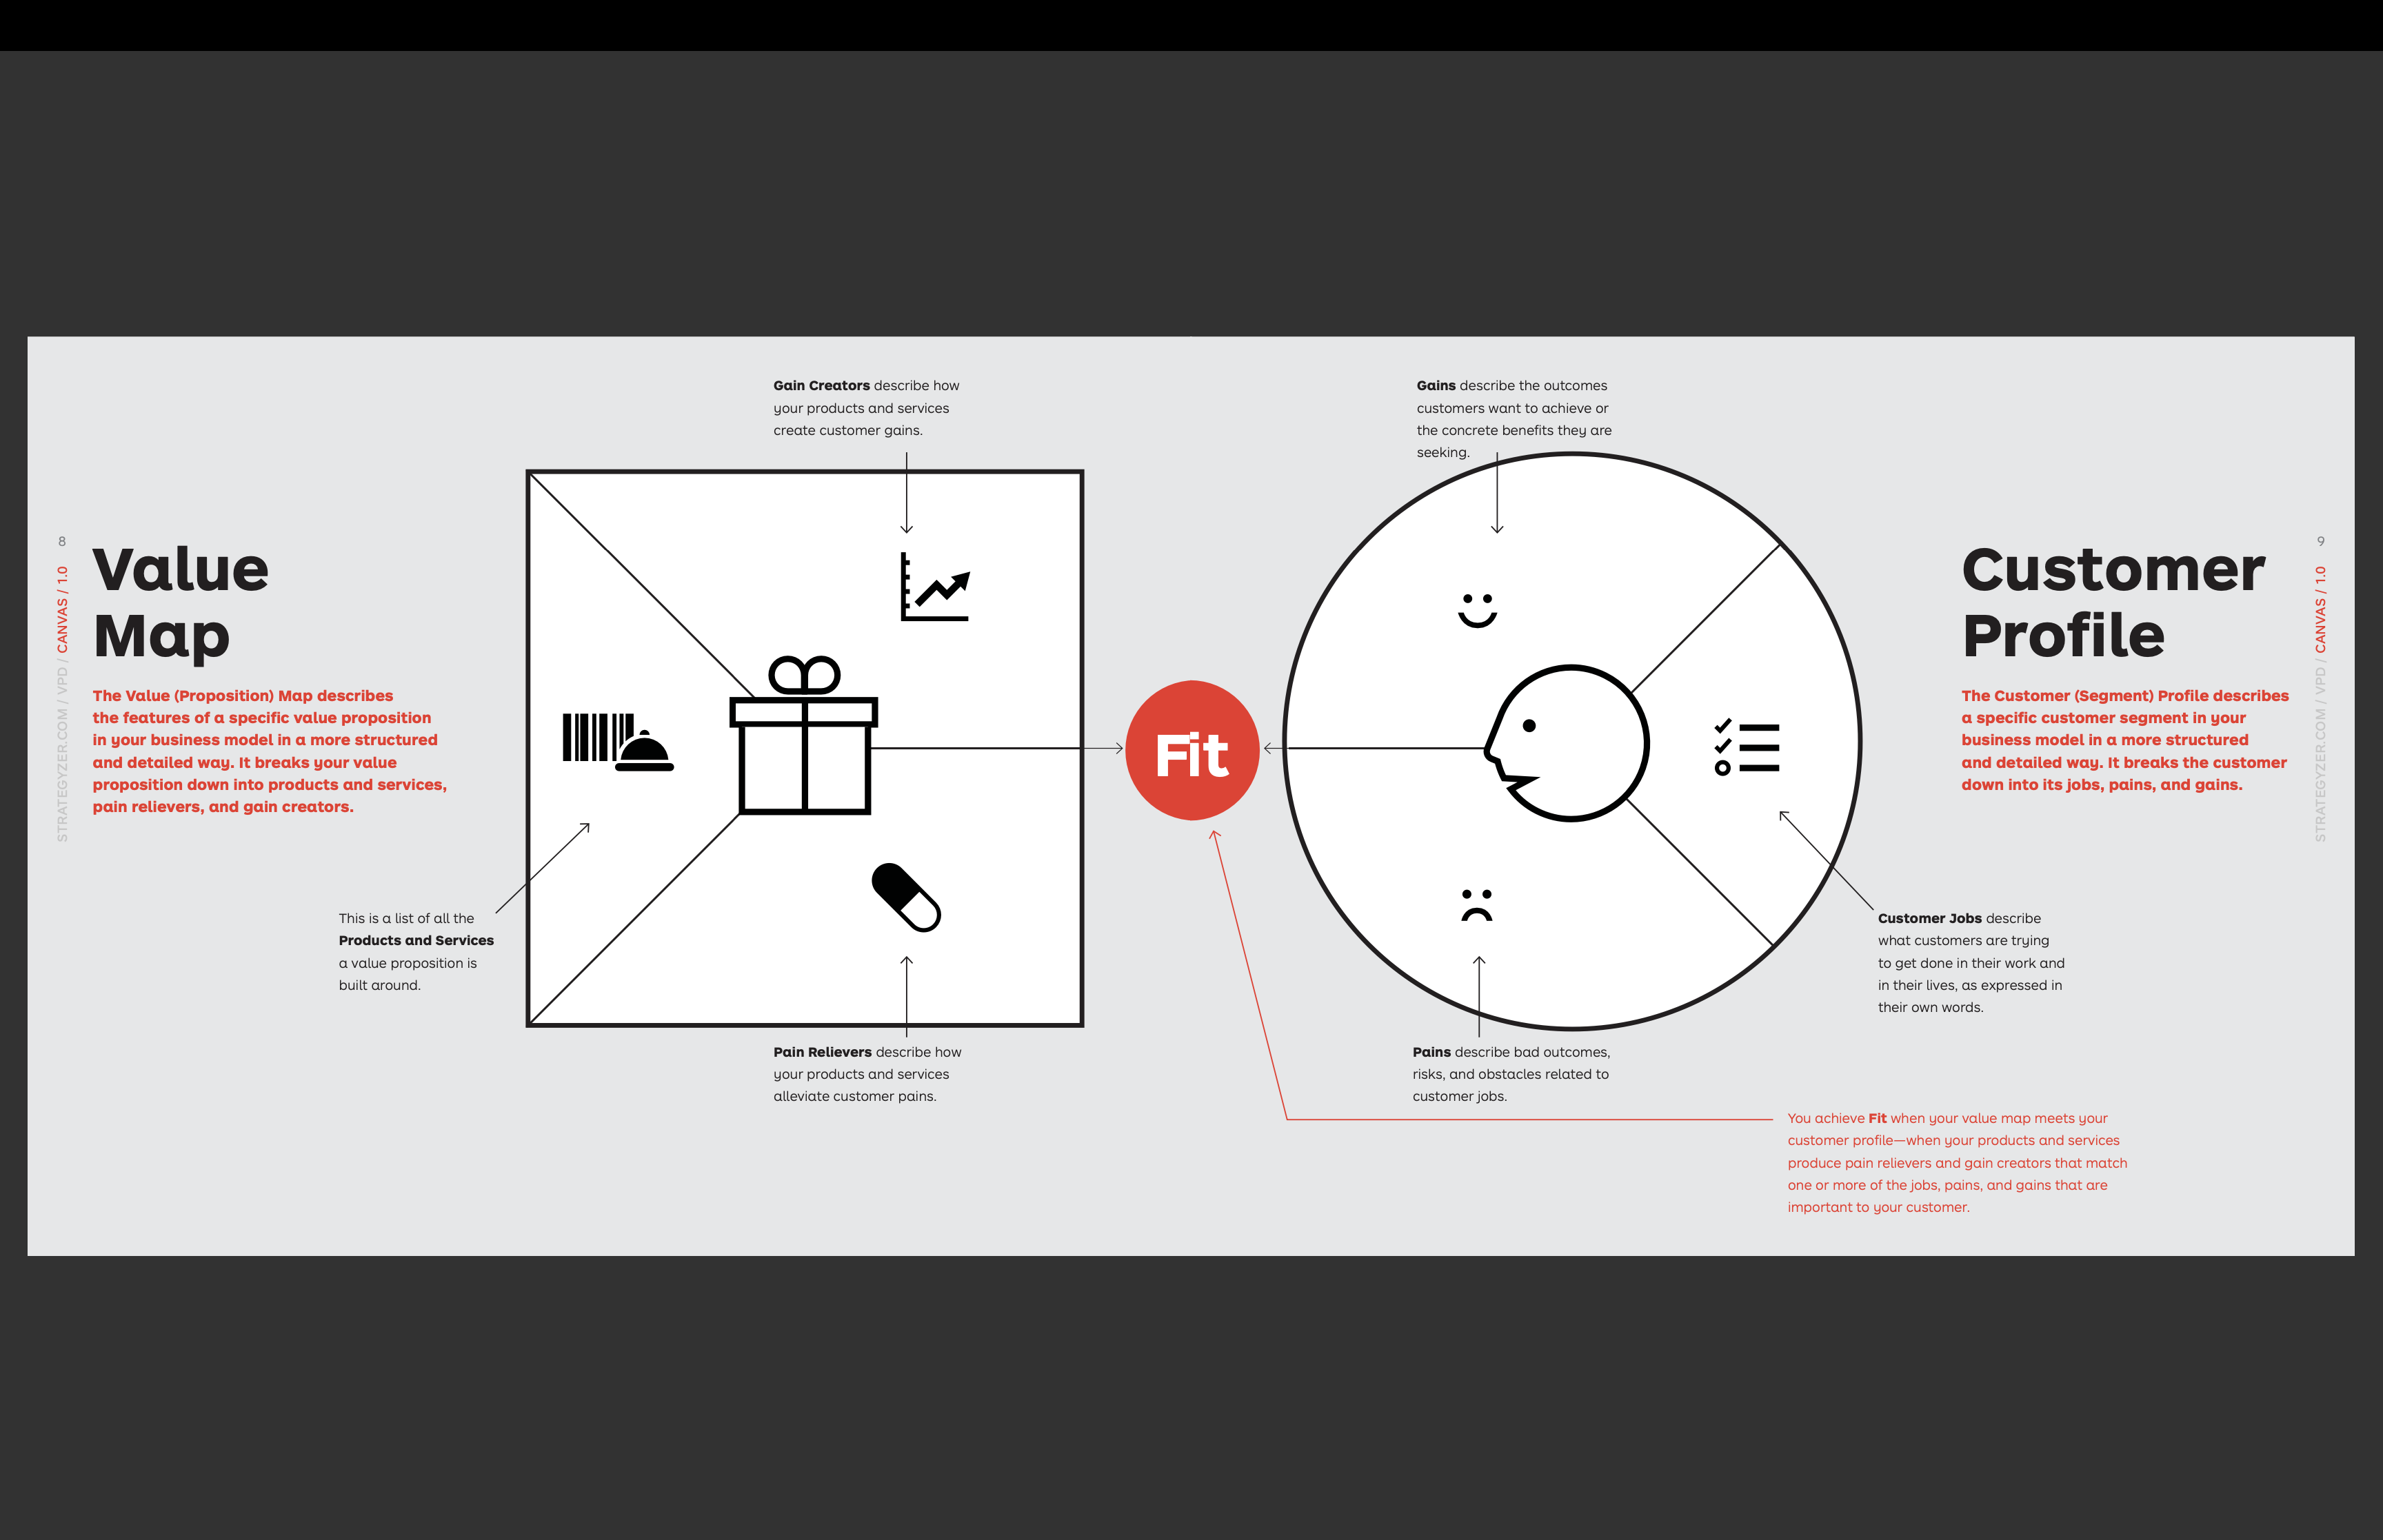 8
STRATEGYZER.COM / VPD / CANVAS / 1.0
Value
Map
The Value (Proposition) Map describes
the features of a specific value proposition
in your business model in a more structured
and detailed way. It breaks your value
proposition down into products and services,
pain relievers, and gain creators.
Gain Creators describe how
your products and services
create customer gains.
This is a list of all the
Products and Services
a value proposition is
built around.
Pain Relievers describe how
your products and services
alleviate customer pains.
Fit
Gains describe the outcomes
customers want to achieve or
the concrete benefits they are
seeking.
Pains describe bad outcomes,
risks, and obstacles related to
customer jobs.
Customer
Profile
The Customer (Segment) Profile describes
a specific customer segment in your
business model in a more structured
and detailed way. It breaks the customer
down into its jobs, pains, and gains.
Customer Jobs describe
what customers are trying
to get done in their work and
in their lives, as expressed in
their own words.
You achieve Fit when your value map meets your
customer profile—when your products and services
produce pain relievers and gain creators that match
one or more of the jobs, pains, and gains that are
important to your customer.
9
STRATEGYZER.COM / VPD / CANVAS / 1.0